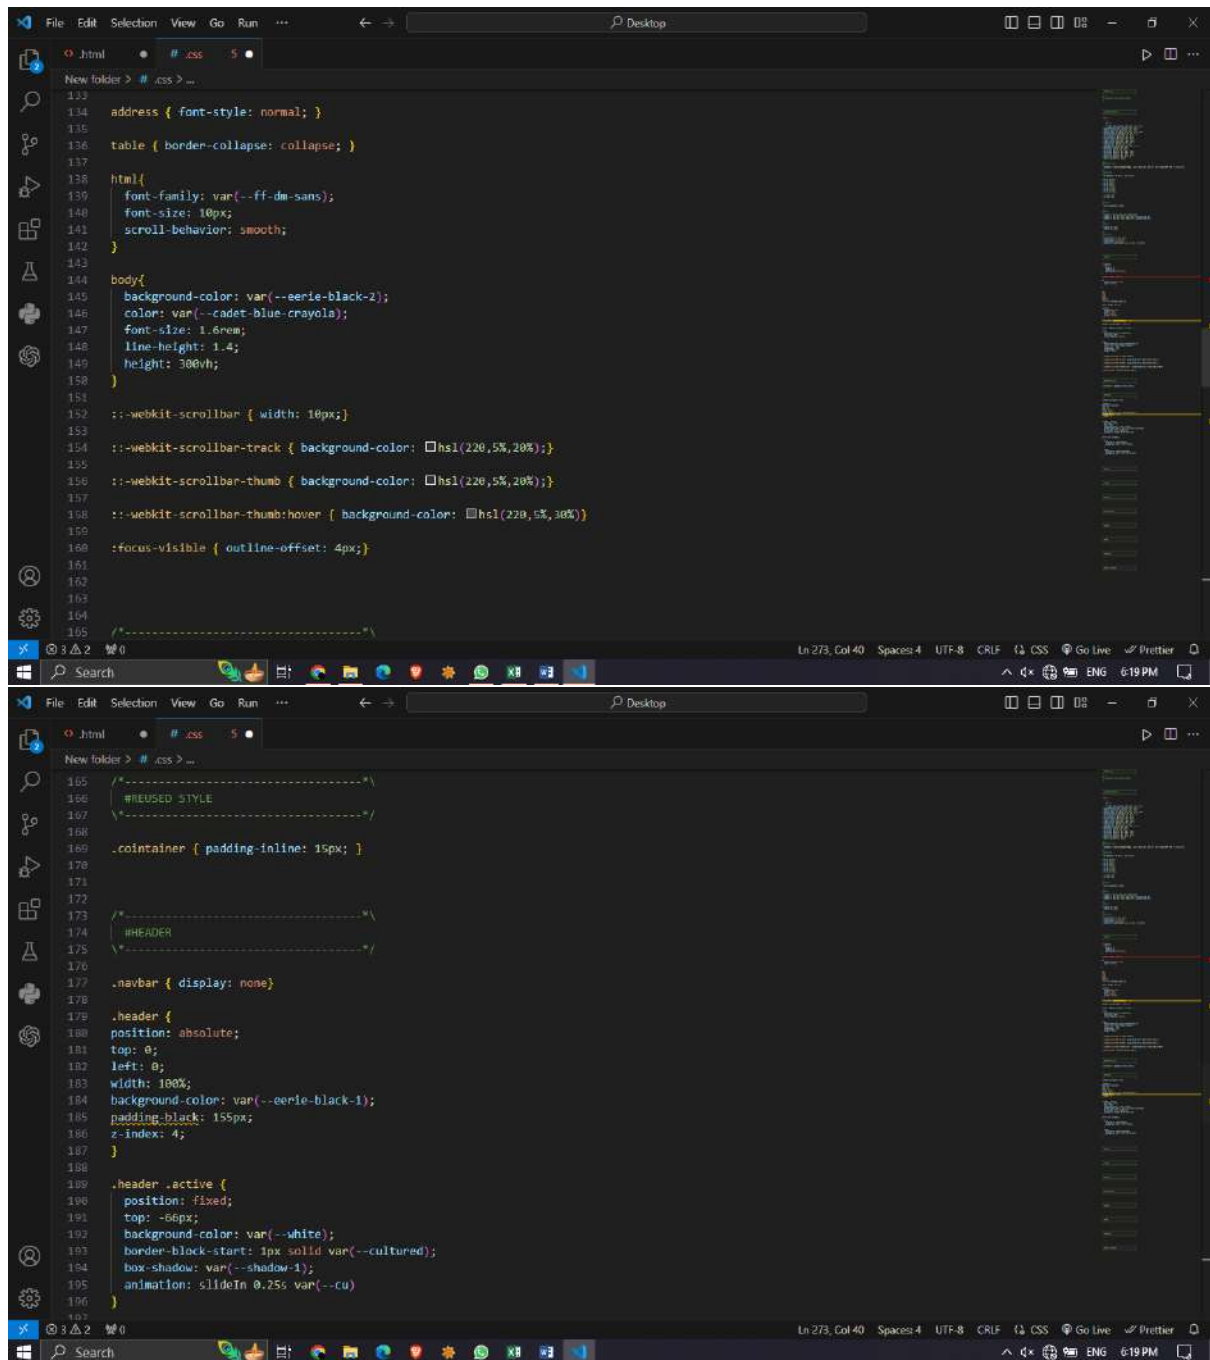 File Edit Selection View Go Run ··· Desktop
.html .css 5
New folder > # .css > ...
133
134 address { font-style: normal; }
135
136 table { border-collapse: collapse; }
137
138 html{
139 font-family: var(--ff-dm-sans);
140 font-size: 10px;
141 scroll-behavior: smooth;
142 }
143
144 body{
145 background-color: var(--eerie-black-2);
146 color: var(--cadet-blue-crayola);
147 font-size: 1.6rem;
148 line-height: 1.4;
149 height: 300vh;
150 }
151
152 ::-webkit-scrollbar { width: 10px;}
153
154 ::-webkit-scrollbar-track { background-color: hsl(220,5%,20%);}
155
156 ::-webkit-scrollbar-thumb { background-color: hsl(220,5%,20%);}
157
158 ::-webkit-scrollbar-thumb:hover { background-color: hsl(220,5%,30%)}
159
160 :focus-visible { outline-offset: 4px;}
161
162
163
164
165 /*-----------------------------------*\
3 2 0 Ln 273, Col 40 Spaces: 4 UTF-8 CRLF CSS Go Live Prettier
Search ENG 6:19 PM
File Edit Selection View Go Run ··· Desktop
.html .css 5
New folder > # .css > ...
165 /*-----------------------------------*\
166 #REUSED STYLE
167 \*-----------------------------------*/
168
169 .cointainer { padding-inline: 15px; }
170
171
172
173 /*-----------------------------------*\
174 #HEADER
175 \*-----------------------------------*/
176
177 .navbar { display: none}
178
179 .header {
180 position: absolute;
181 top: 0;
182 left: 0;
183 width: 100%;
184 background-color: var(--eerie-black-1);
185 padding-black: 155px;
186 z-index: 4;
187 }
188
189 .header .active {
190 position: fixed;
191 top: -66px;
192 background-color: var(--white);
193 border-block-start: 1px solid var(--cultured);
194 box-shadow: var(--shadow-1);
195 animation: slideIn 0.25s var(--cu)
196 }
197
3 2 0 Ln 273, Col 40 Spaces: 4 UTF-8 CRLF CSS Go Live Prettier
Search ENG 6:19 PM